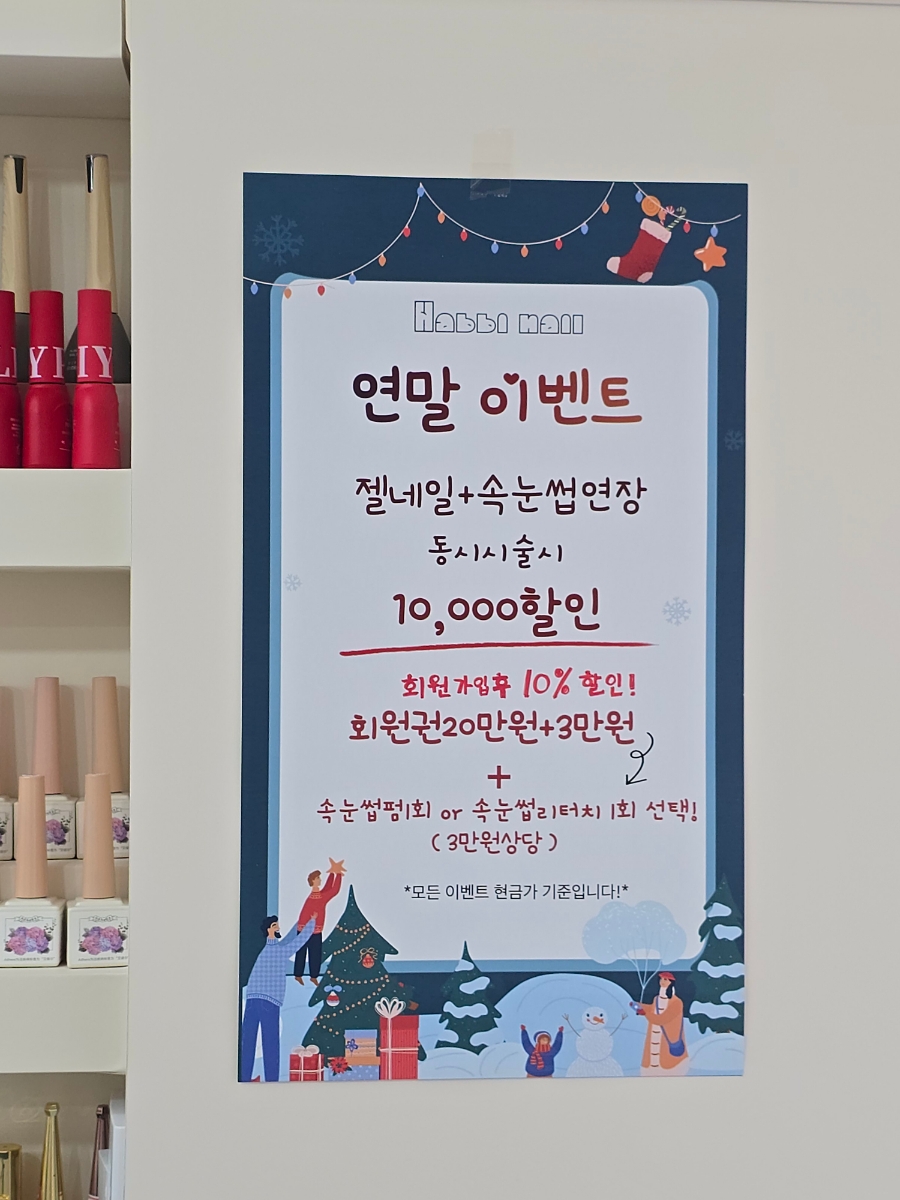 Habbi nail
연말 이벤트
젤네일+속눈썹연장
동시시술시
10,000할인
회원가입후 10% 할인!
회원권20만원+3만원
+
속눈썹펌1회 or 속눈썹리터치 1회 선택!
( 3만원상당 )
*모든 이벤트 현금가 기준입니다!*